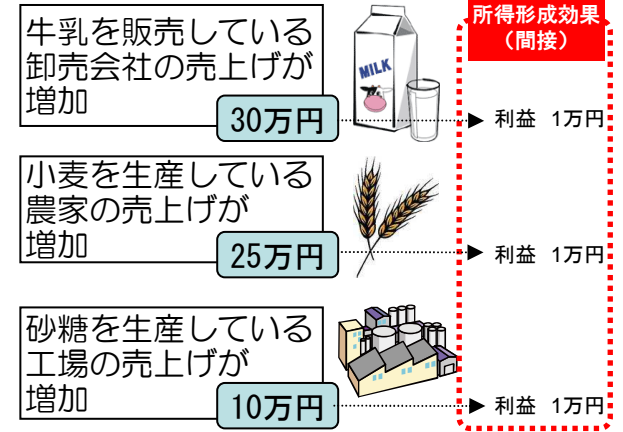 所得形成効果
（間接）
牛乳を販売している
卸売会社の売上げが
増加
30万円
MILK
利益 1万円
小麦を生産している
農家の売上げが
増加
25万円
利益 1万円
砂糖を生産している
工場の売上げが
増加
10万円
利益 1万円